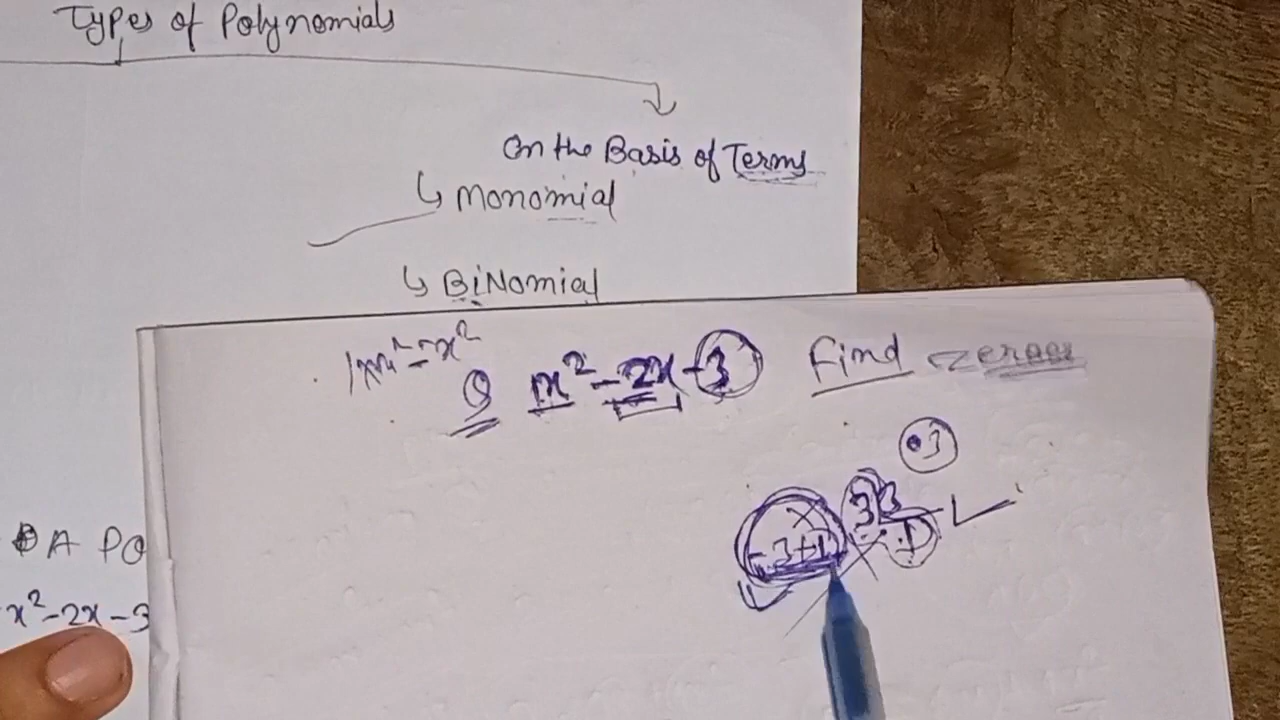 Types of Polynomials
On the Basis of Terms
↳ Monomial
↳ BiNomial
Q x² - 2x - 3 Find zeroes
3
-3+1
A PO
x² - 2x - 3